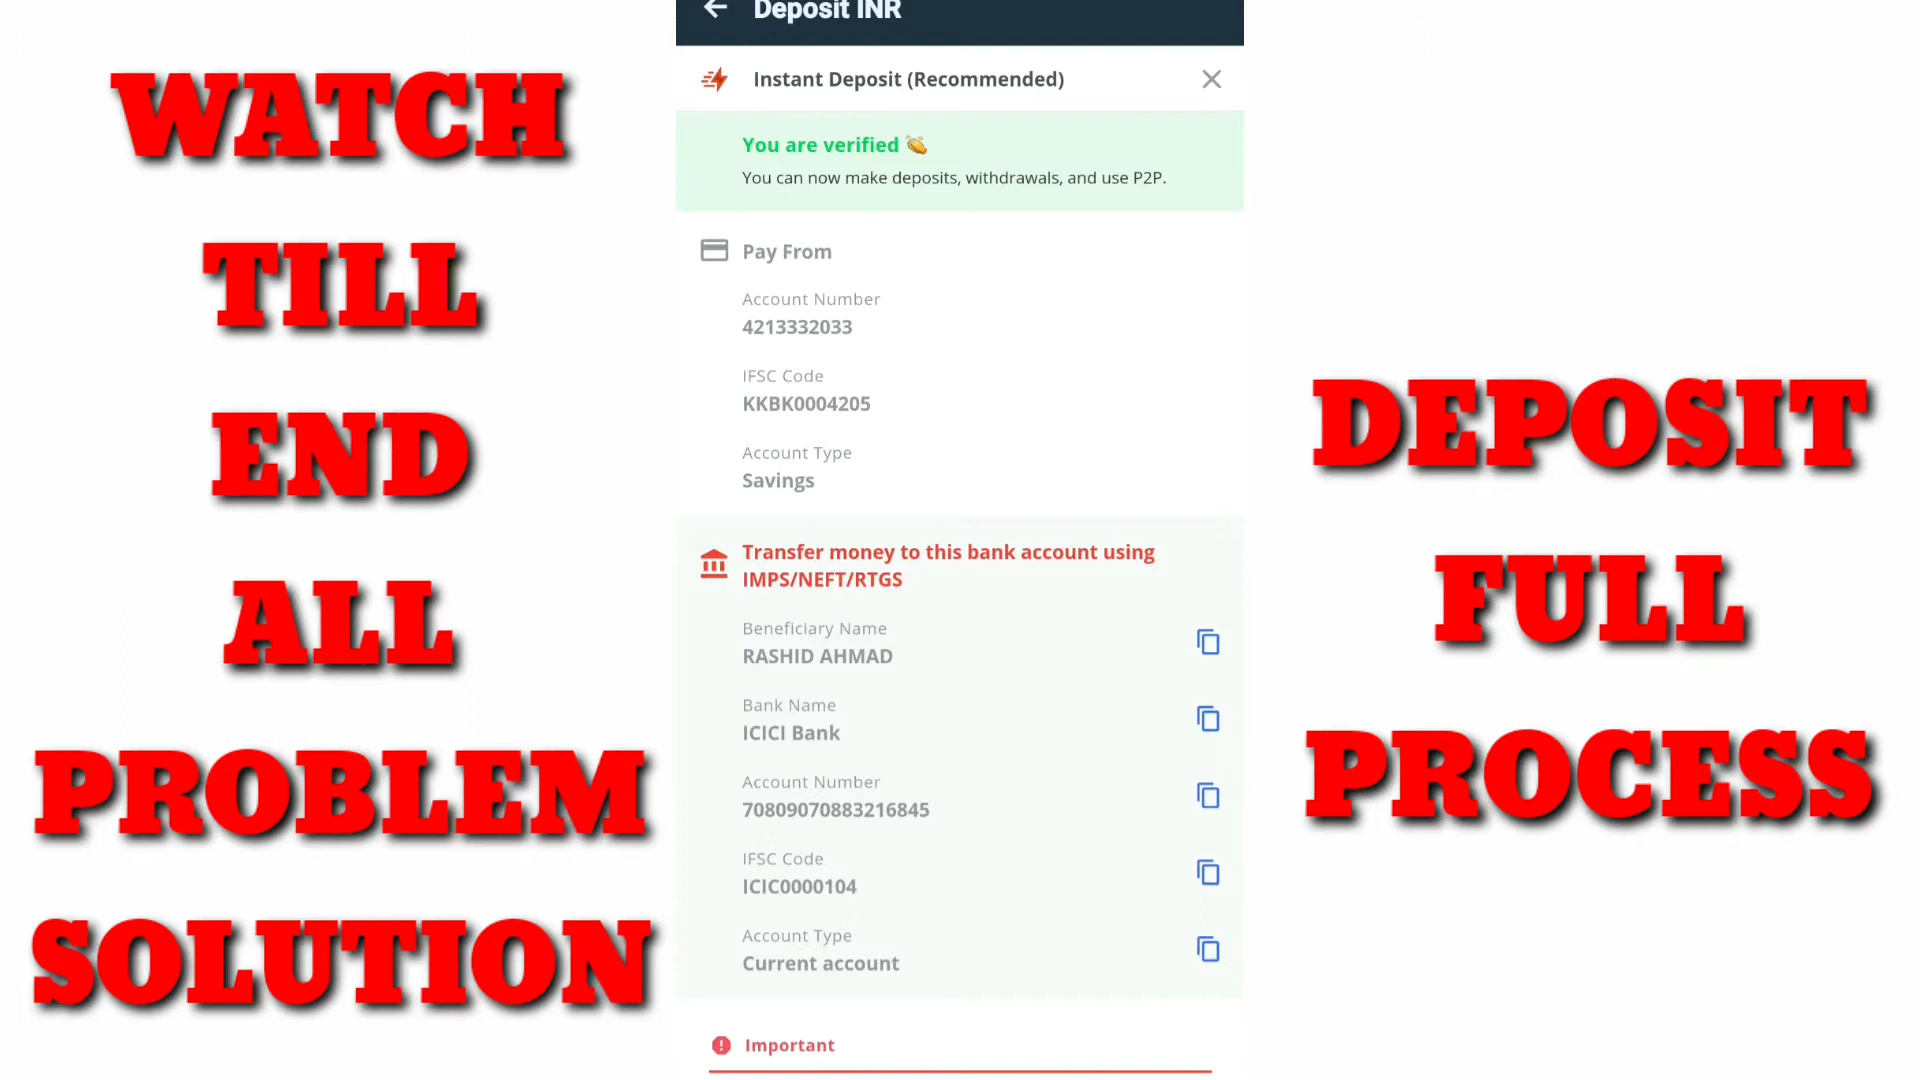 WATCH
TILL
END
ALL
PROBLEM
SOLUTION
Deposit INR
Instant Deposit (Recommended)
You are verified
You can now make deposits, withdrawals, and use P2P.
Pay From
Account Number
4213332033
IFSC Code
KKBK0004205
Account Type
Savings
Transfer money to this bank account using
IMPS/NEFT/RTGS
Beneficiary Name
RASHID AHMAD
Bank Name
ICICI Bank
Account Number
70809070883216845
IFSC Code
ICIC0000104
Account Type
Current account
Important
DEPOSIT
FULL
PROCESS